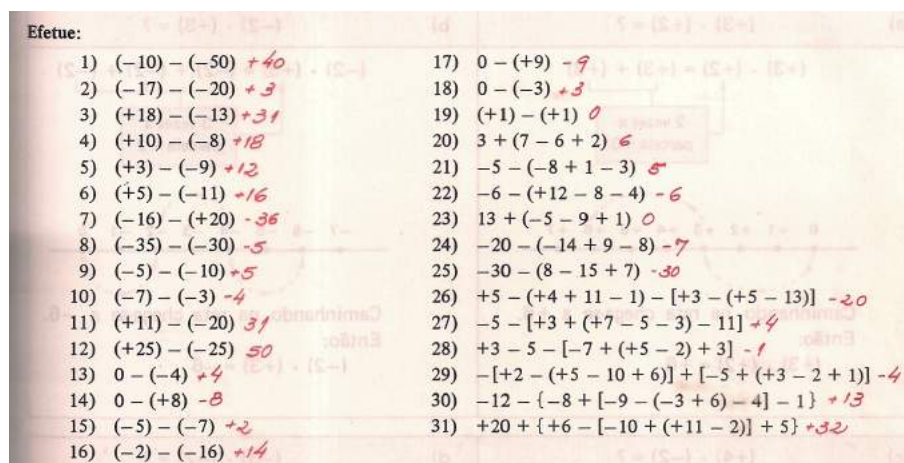 Efetue:
1) (−10) − (−50) +40
2) (−17) − (−20) +3
3) (+18) − (−13) +31
4) (+10) − (−8) +18
5) (+3) − (−9) +12
6) (+5) − (−11) +16
7) (−16) − (+20) -36
8) (−35) − (−30) -5
9) (−5) − (−10) +5
10) (−7) − (−3) -4
11) (+11) − (−20) 31
12) (+25) − (−25) 50
13) 0 − (−4) +4
14) 0 − (+8) -8
15) (−5) − (−7) +2
16) (−2) − (−16) +14
17) 0 − (+9) -9
18) 0 − (−3) +3
19) (+1) − (+1) 0
20) 3 + (7 − 6 + 2) 6
21) −5 − (−8 + 1 − 3) 5
22) −6 − (+12 − 8 − 4) -6
23) 13 + (−5 − 9 + 1) 0
24) −20 − (−14 + 9 − 8) -7
25) −30 − (8 − 15 + 7) -30
26) +5 − (+4 + 11 − 1) − [+3 − (+5 − 13)] -20
27) −5 − [+3 + (+7 − 5 − 3) − 11] +4
28) +3 − 5 − [−7 + (+5 − 2) + 3] -1
29) −[+2 − (+5 − 10 + 6)] + [−5 + (+3 − 2 + 1)] -4
30) −12 − {−8 + [−9 − (−3 + 6) − 4] − 1} +13
31) +20 + {+6 − [−10 + (+11 − 2)] + 5} +32